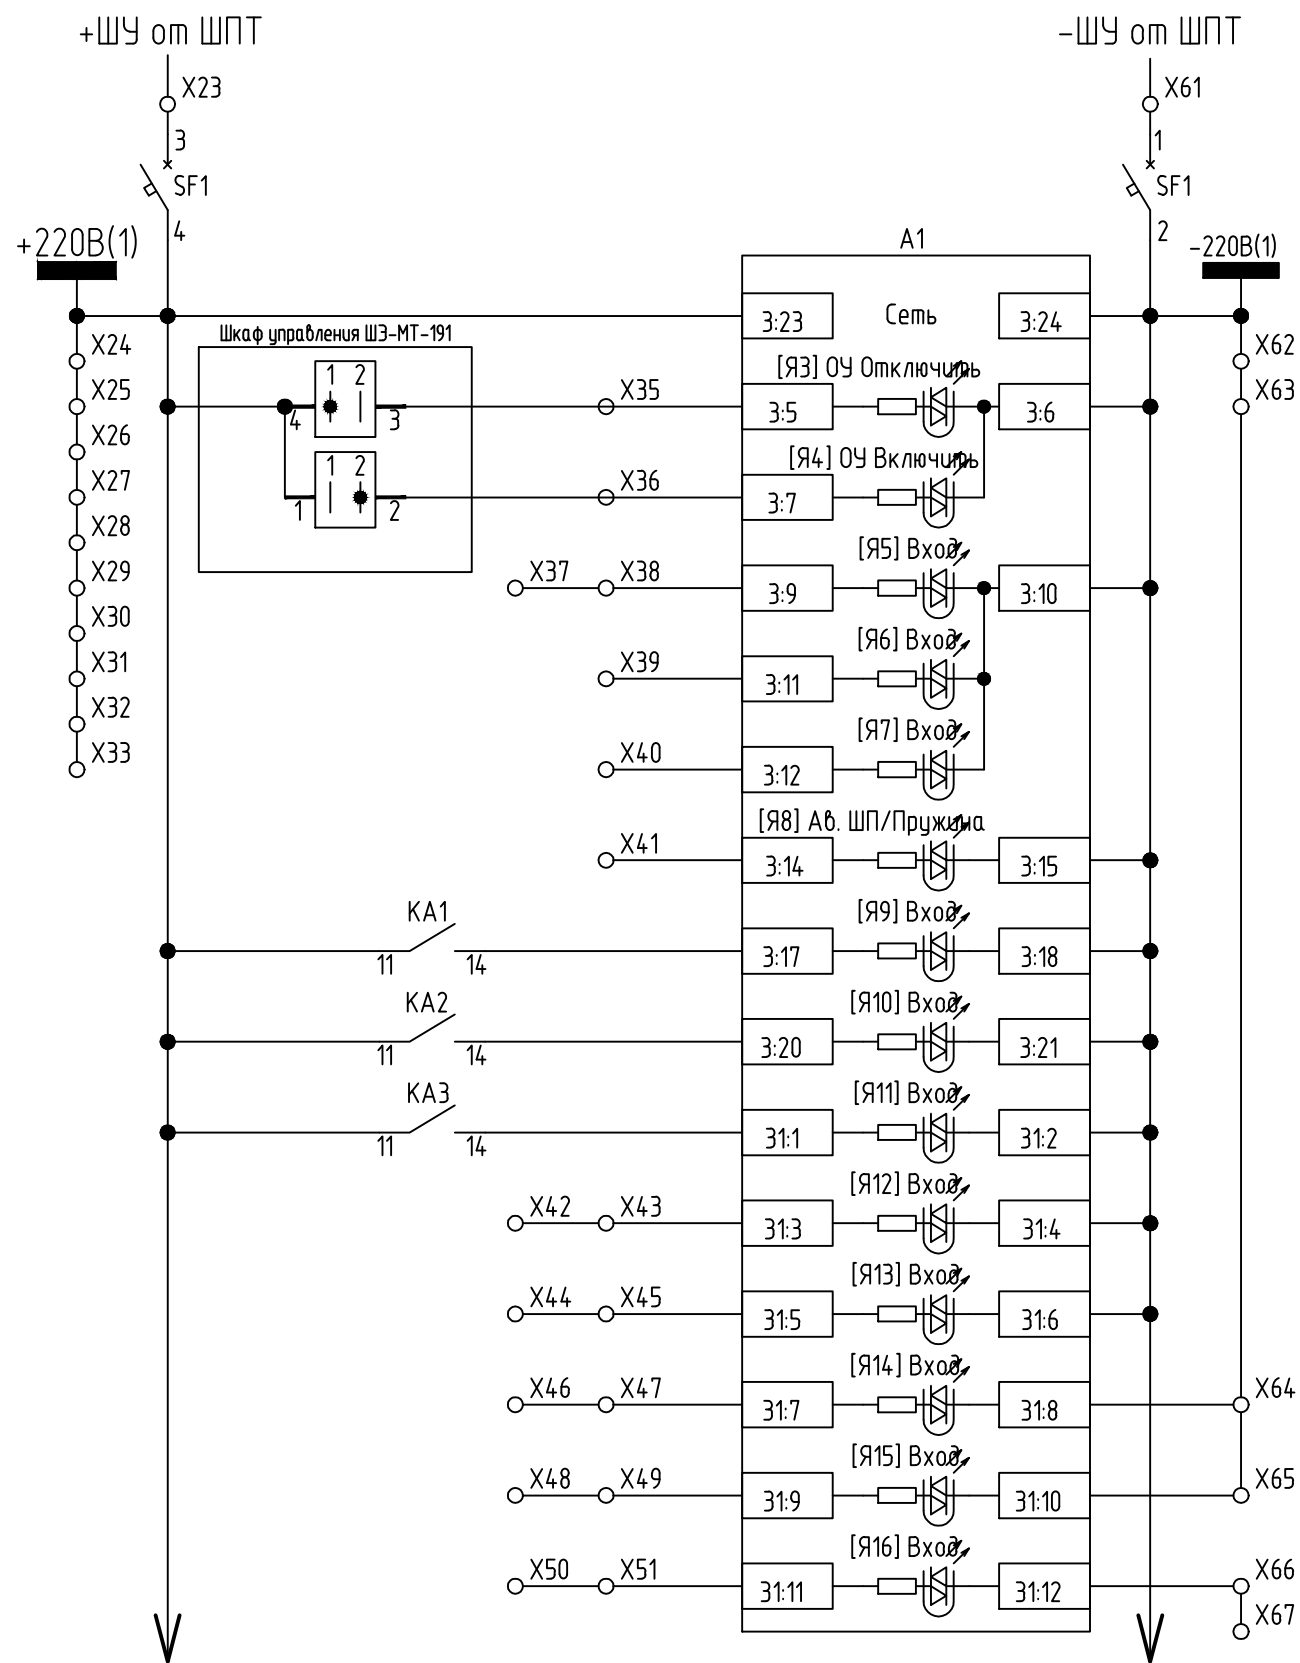 +ШУ от ШПТ
-ШУ от ШПТ
X23
X61
3
1
SF1
SF1
4
2
+220В(1)
А1
-220В(1)
3:23
Сеть
3:24
Шкаф управления ШЭ-МТ-191
X24
X62
[Я3] ОУ Отключить
1 2
X25
X35
X63
4
3
3:5
3:6
X26
[Я4] ОУ Включить
1 2
X27
X36
1
2
3:7
X28
[Я5] Вход
X29
X37
X38
3:9
3:10
X30
[Я6] Вход
X31
X39
3:11
X32
[Я7] Вход
X33
X40
3:12
[Я8] Ав. ШП/Пружина
X41
3:14
3:15
KA1
[Я9] Вход
11
14
3:17
3:18
KA2
[Я10] Вход
11
14
3:20
3:21
KA3
[Я11] Вход
11
14
31:1
31:2
[Я12] Вход
X42
X43
31:3
31:4
[Я13] Вход
X44
X45
31:5
31:6
[Я14] Вход
X46
X47
X64
31:7
31:8
[Я15] Вход
X48
X49
X65
31:9
31:10
[Я16] Вход
X50
X51
X66
31:11
31:12
X67